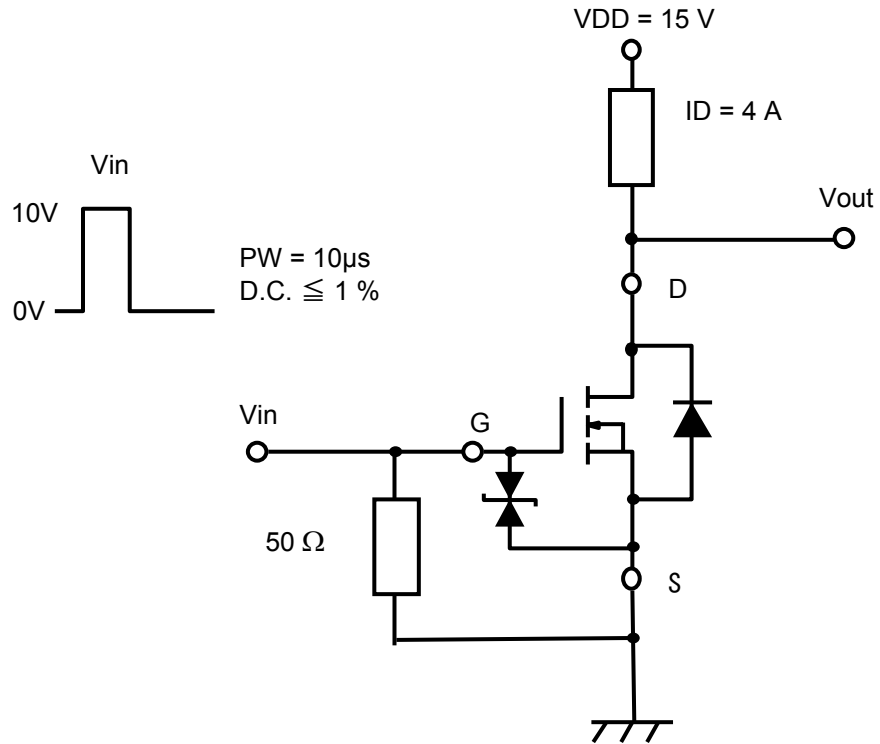 VDD = 15 V
ID = 4 A
Vin
Vout
10V
PW = 10µs
D
D.C. ≦ 1 %
0V
Vin
G
50 Ω
S